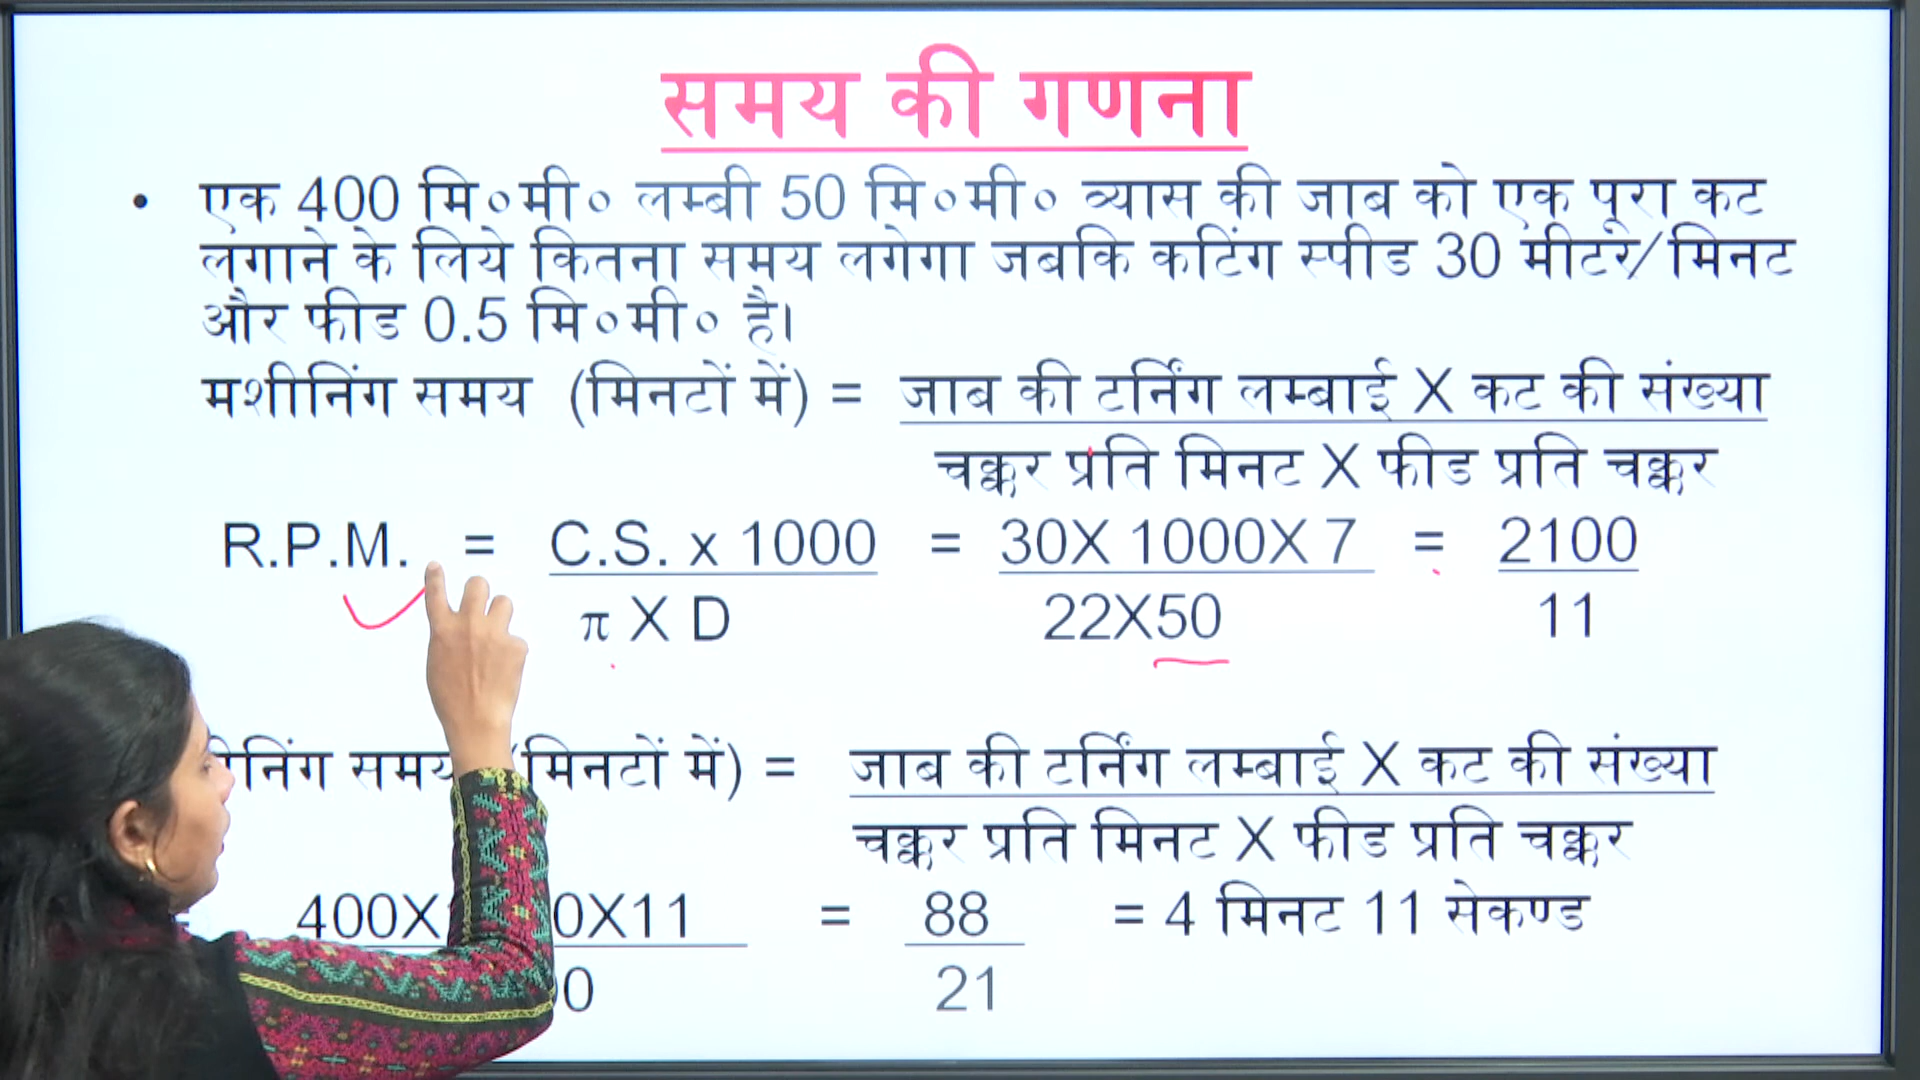 समय की गणना
• एक 400 मि०मी० लम्बी 50 मि०मी० व्यास की जाब को एक पूरा कट
लगाने के लिये कितना समय लगेगा जबकि कटिंग स्पीड 30 मीटर/मिनट
और फीड 0.5 मि०मी० है।
मशीनिंग समय (मिनटों में) = जाब की टर्निंग लम्बाई X कट की संख्या
चक्कर प्रति मिनट X फीड प्रति चक्कर
R.P.M. = C.S. x 1000 = 30X 1000X 7 = 2100
π X D 22X50 11
समय (मिनटों में) = जाब की टर्निंग लम्बाई X कट की संख्या
चक्कर प्रति मिनट X फीड प्रति चक्कर
400X 0X11 = 88 = 4 मिनट 11 सेकण्ड
0 21